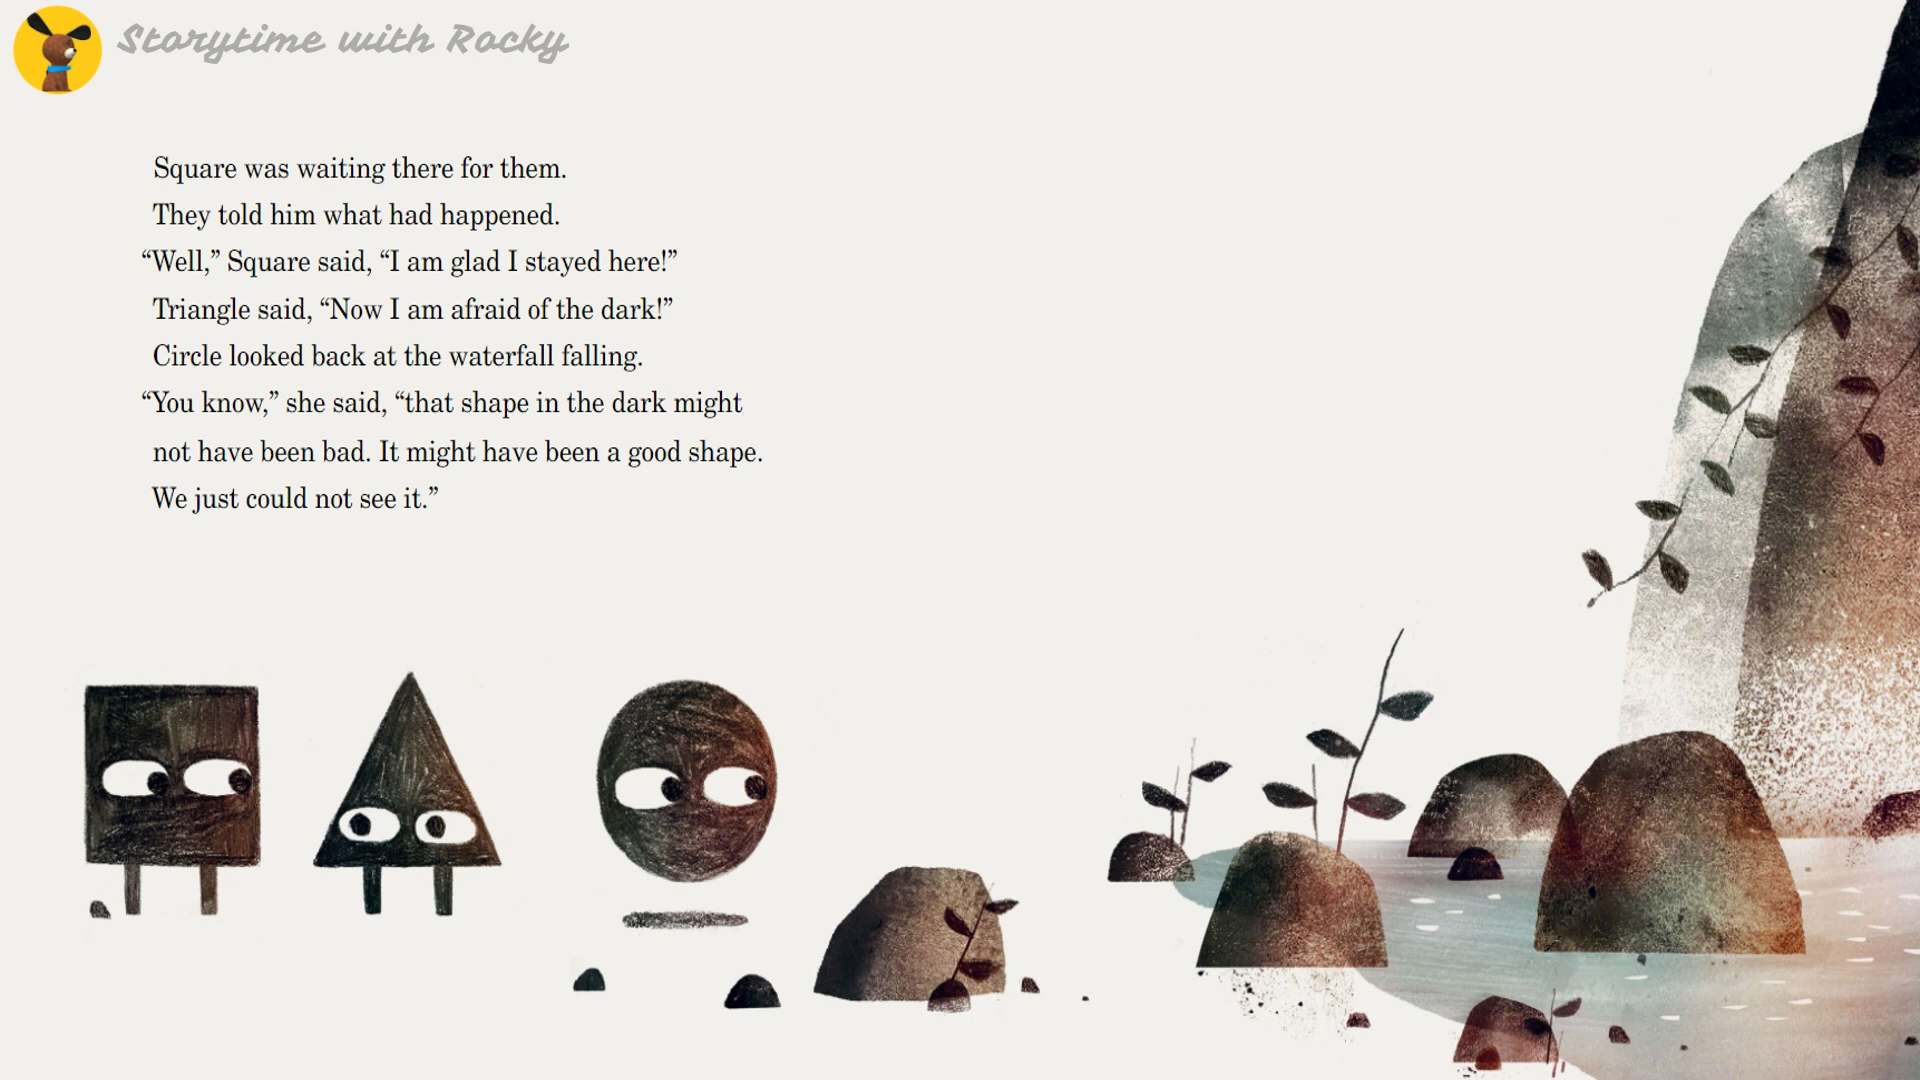 Storytime with Rocky
Square was waiting there for them.
They told him what had happened.
“Well,” Square said, “I am glad I stayed here!”
Triangle said, “Now I am afraid of the dark!”
Circle looked back at the waterfall falling.
“You know,” she said, “that shape in the dark might
not have been bad. It might have been a good shape.
We just could not see it.”